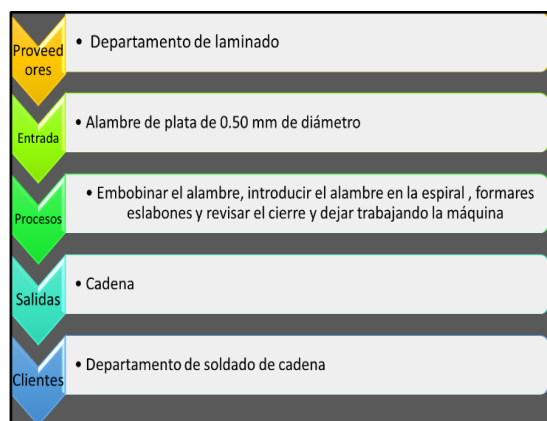 Proveed
ores
• Departamento de laminado
Entrada
• Alambre de plata de 0.50 mm de diámetro
Procesos
• Embobinar el alambre, introducir el alambre en la espiral , formares
eslabones y revisar el cierre y dejar trabajando la máquina
Salidas
• Cadena
Clientes
• Departamento de soldado de cadena